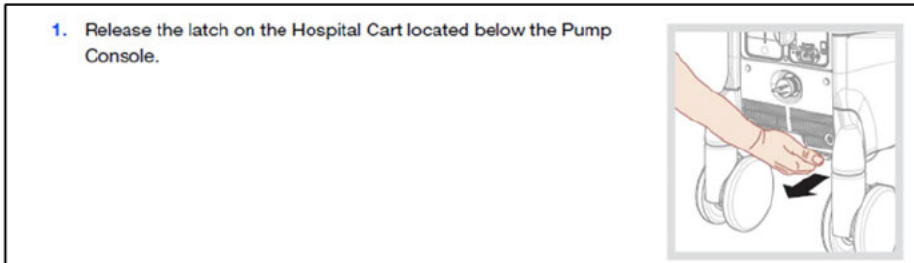 1. Release the latch on the Hospital Cart located below the Pump
Console.